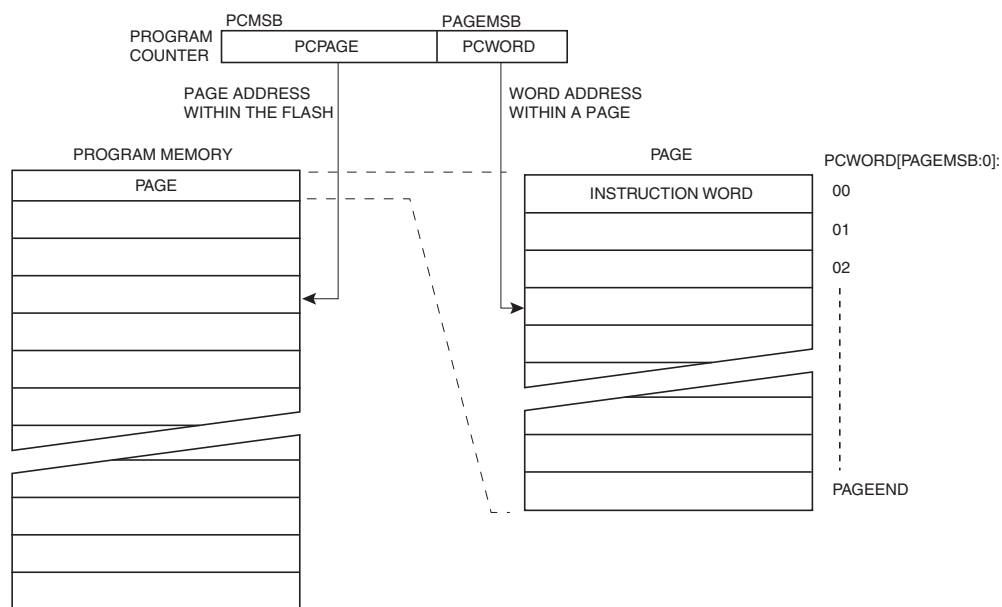 PCMSB
PAGEMSB
PROGRAM
COUNTER
PCPAGE
PCWORD
PAGE ADDRESS
WITHIN THE FLASH
WORD ADDRESS
WITHIN A PAGE
PROGRAM MEMORY
PAGE
PAGE
INSTRUCTION WORD
PCWORD[PAGEMSB:0]:
00
01
02
PAGEEND